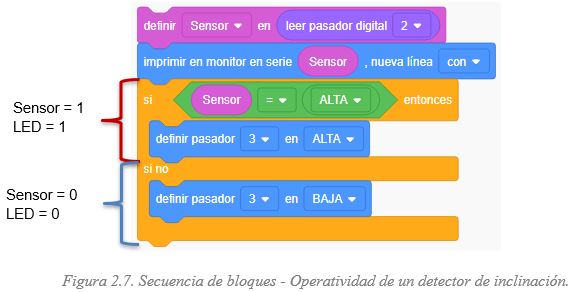 definir Sensor en leer pasador digital 2
imprimir en monitor en serie Sensor , nueva línea con
si Sensor = ALTA entonces
Sensor = 1
LED = 1
definir pasador 3 en ALTA
si no
Sensor = 0
LED = 0
definir pasador 3 en BAJA
Figura 2.7. Secuencia de bloques - Operatividad de un detector de inclinación.